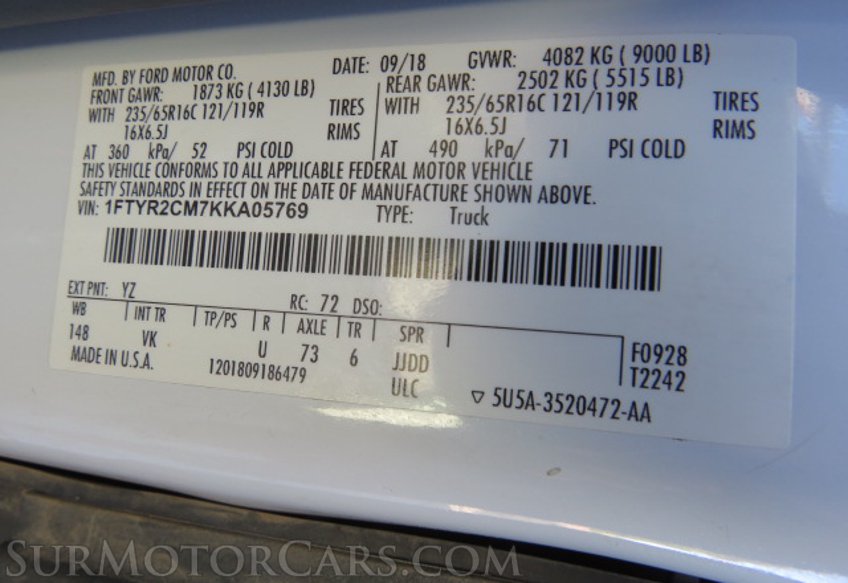 MFD. BY FORD MOTOR CO. DATE: 09/18 GVWR: 4082 KG ( 9000 LB)
FRONT GAWR: 1873 KG ( 4130 LB) REAR GAWR: 2502 KG ( 5515 LB)
WITH 235/65R16C 121/119R TIRES WITH 235/65R16C 121/119R TIRES
16X6.5J RIMS 16X6.5J RIMS
AT 360 kPa/ 52 PSI COLD AT 490 kPa/ 71 PSI COLD
THIS VEHICLE CONFORMS TO ALL APPLICABLE FEDERAL MOTOR VEHICLE
SAFETY STANDARDS IN EFFECT ON THE DATE OF MANUFACTURE SHOWN ABOVE.
VIN: 1FTYR2CM7KKA05769 TYPE: Truck
EXT PNT: YZ RC: 72 DSO:
WB INT TR TP/PS R AXLE TR SPR
148 VK U 73 6 JJDD F0928
MADE IN U.S.A. 1201809186479 ULC T2242
▽ 5U5A-3520472-AA
SURMOTORCARS.COM